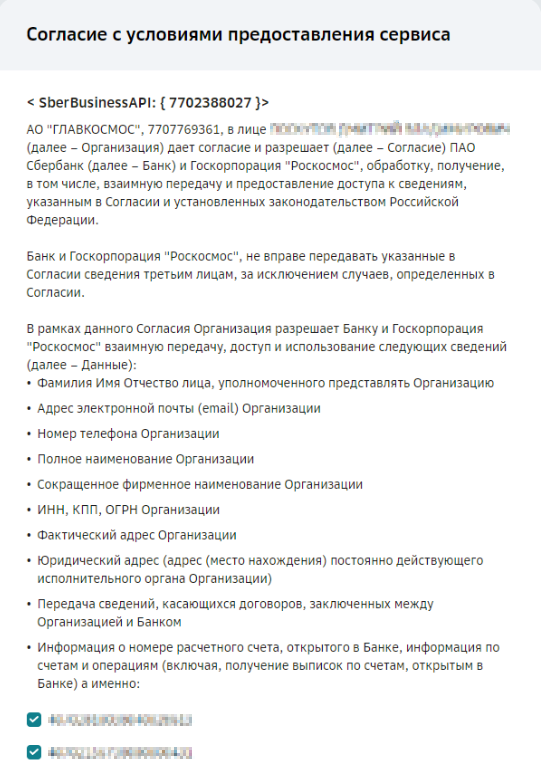 Согласие с условиями предоставления сервиса
< SberBusinessAPI: { 7702388027 }>
АО "ГЛАВКОСМОС", 7707769361, в лице
(далее – Организация) дает согласие и разрешает (далее – Согласие) ПАО
Сбербанк (далее – Банк) и Госкорпорация "Роскосмос", обработку, получение,
в том числе, взаимную передачу и предоставление доступа к сведениям,
указанным в Согласии и установленных законодательством Российской
Федерации.
Банк и Госкорпорация "Роскосмос", не вправе передавать указанные в
Согласии сведения третьим лицам, за исключением случаев, определенных в
Согласии.
В рамках данного Согласия Организация разрешает Банку и Госкорпорация
"Роскосмос" взаимную передачу, доступ и использование следующих сведений
(далее – Данные):
• Фамилия Имя Отчество лица, уполномоченного представлять Организацию
• Адрес электронной почты (email) Организации
• Номер телефона Организации
• Полное наименование Организации
• Сокращенное фирменное наименование Организации
• ИНН, КПП, ОГРН Организации
• Фактический адрес Организации
• Юридический адрес (адрес (место нахождения) постоянно действующего
исполнительного органа Организации)
• Передача сведений, касающихся договоров, заключенных между
Организацией и Банком
• Информация о номере расчетного счета, открытого в Банке, информация по
счетам и операциям (включая, получение выписок по счетам, открытым в
Банке) а именно: